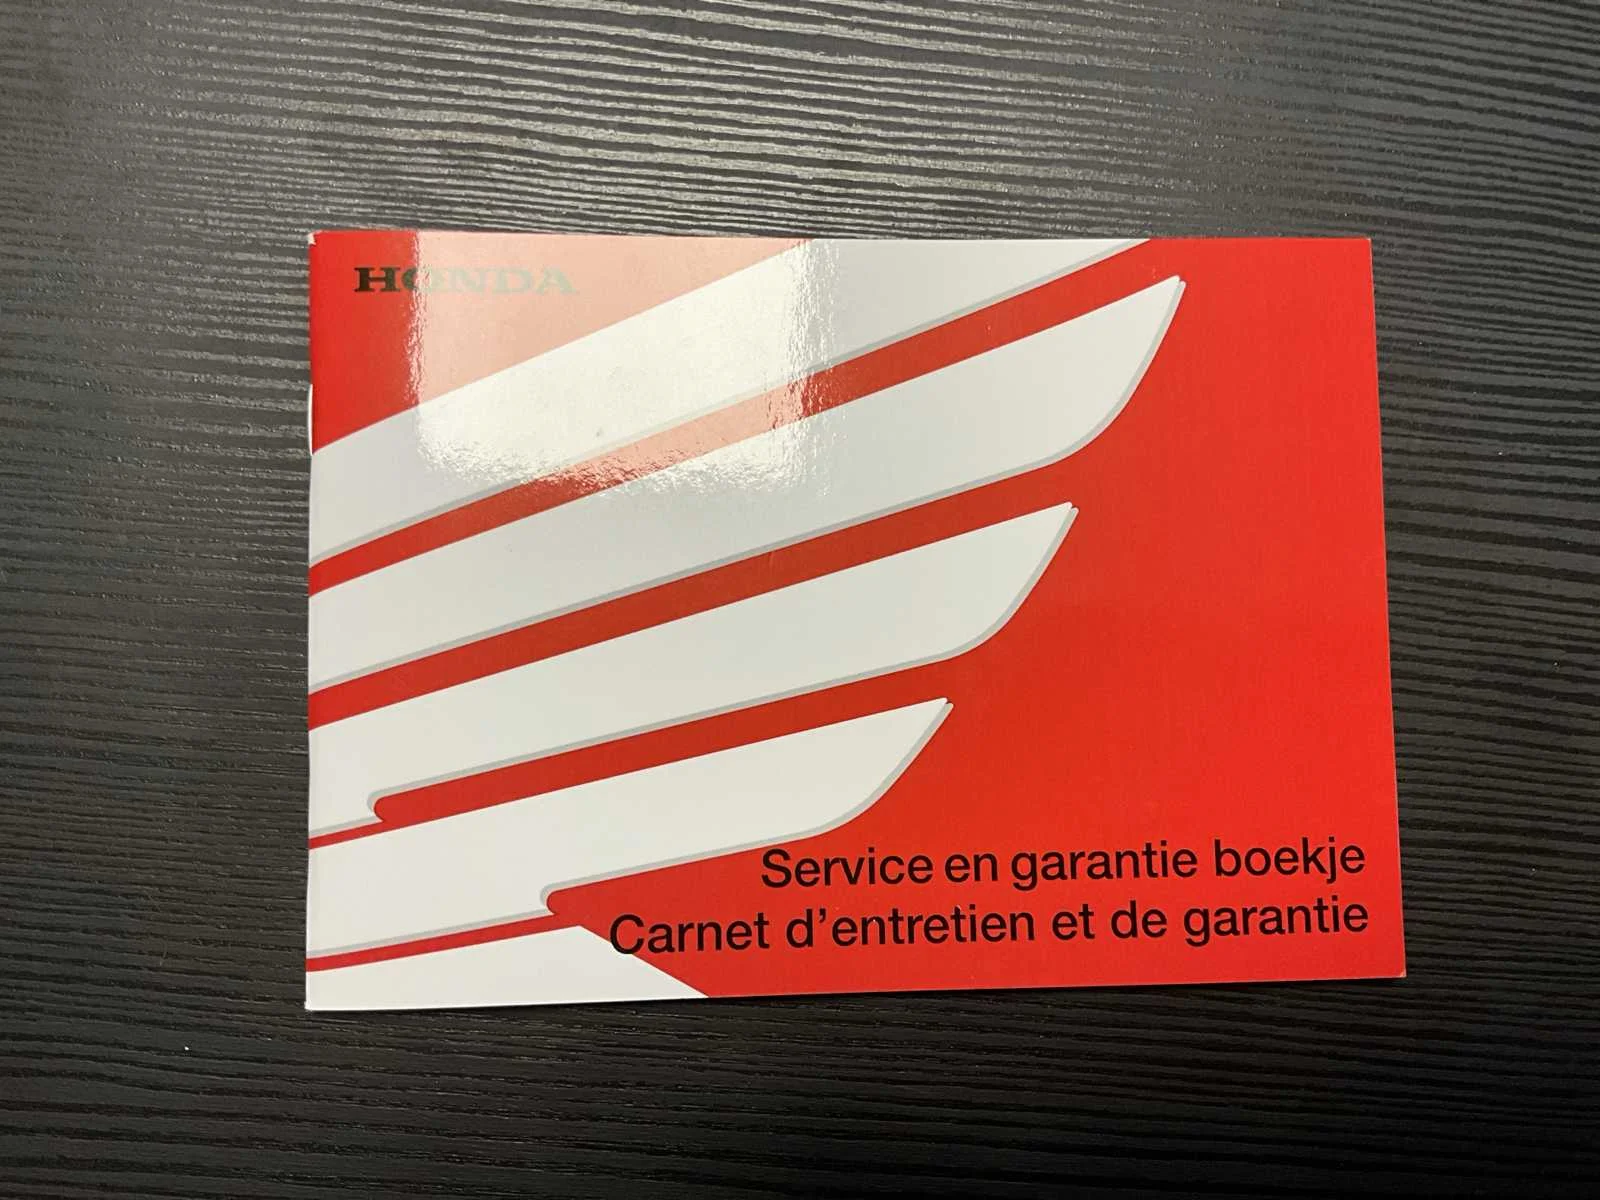 HONDA
Service en garantie boekje
Carnet d'entretien et de garantie